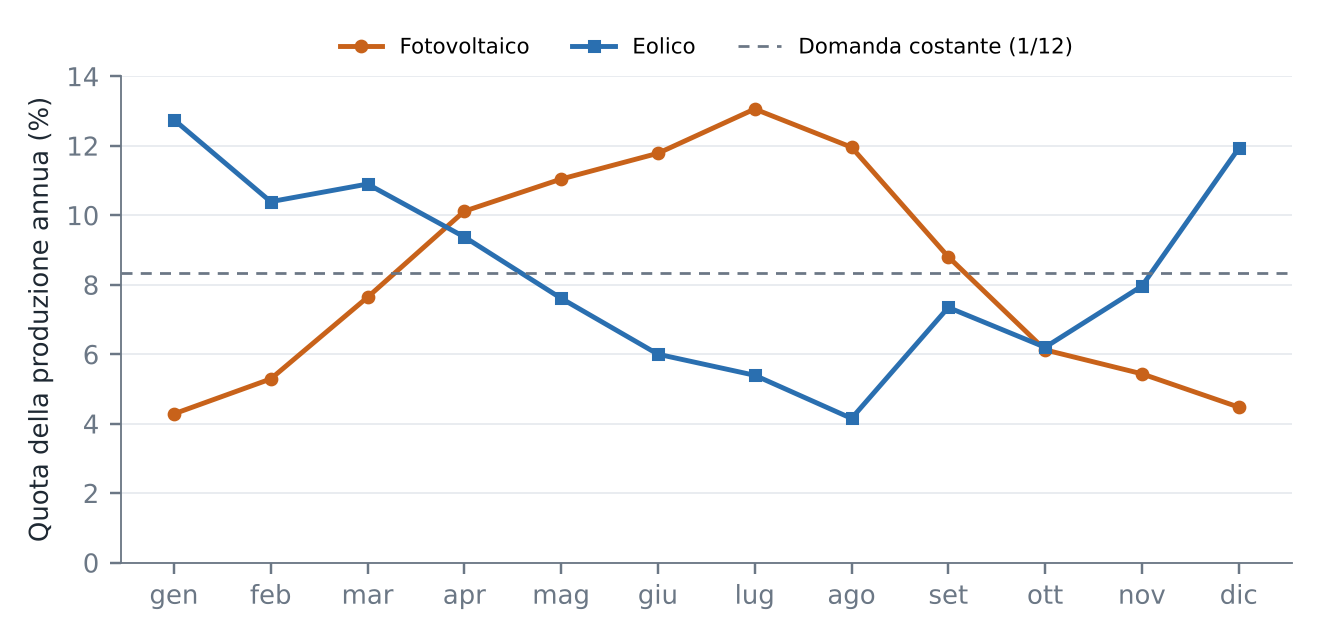 Fotovoltaico Eolico Domanda costante (1/12)
Quota della produzione annua (%)
14
12
10
8
6
4
2
0
gen feb mar apr mag giu lug ago set ott nov dic